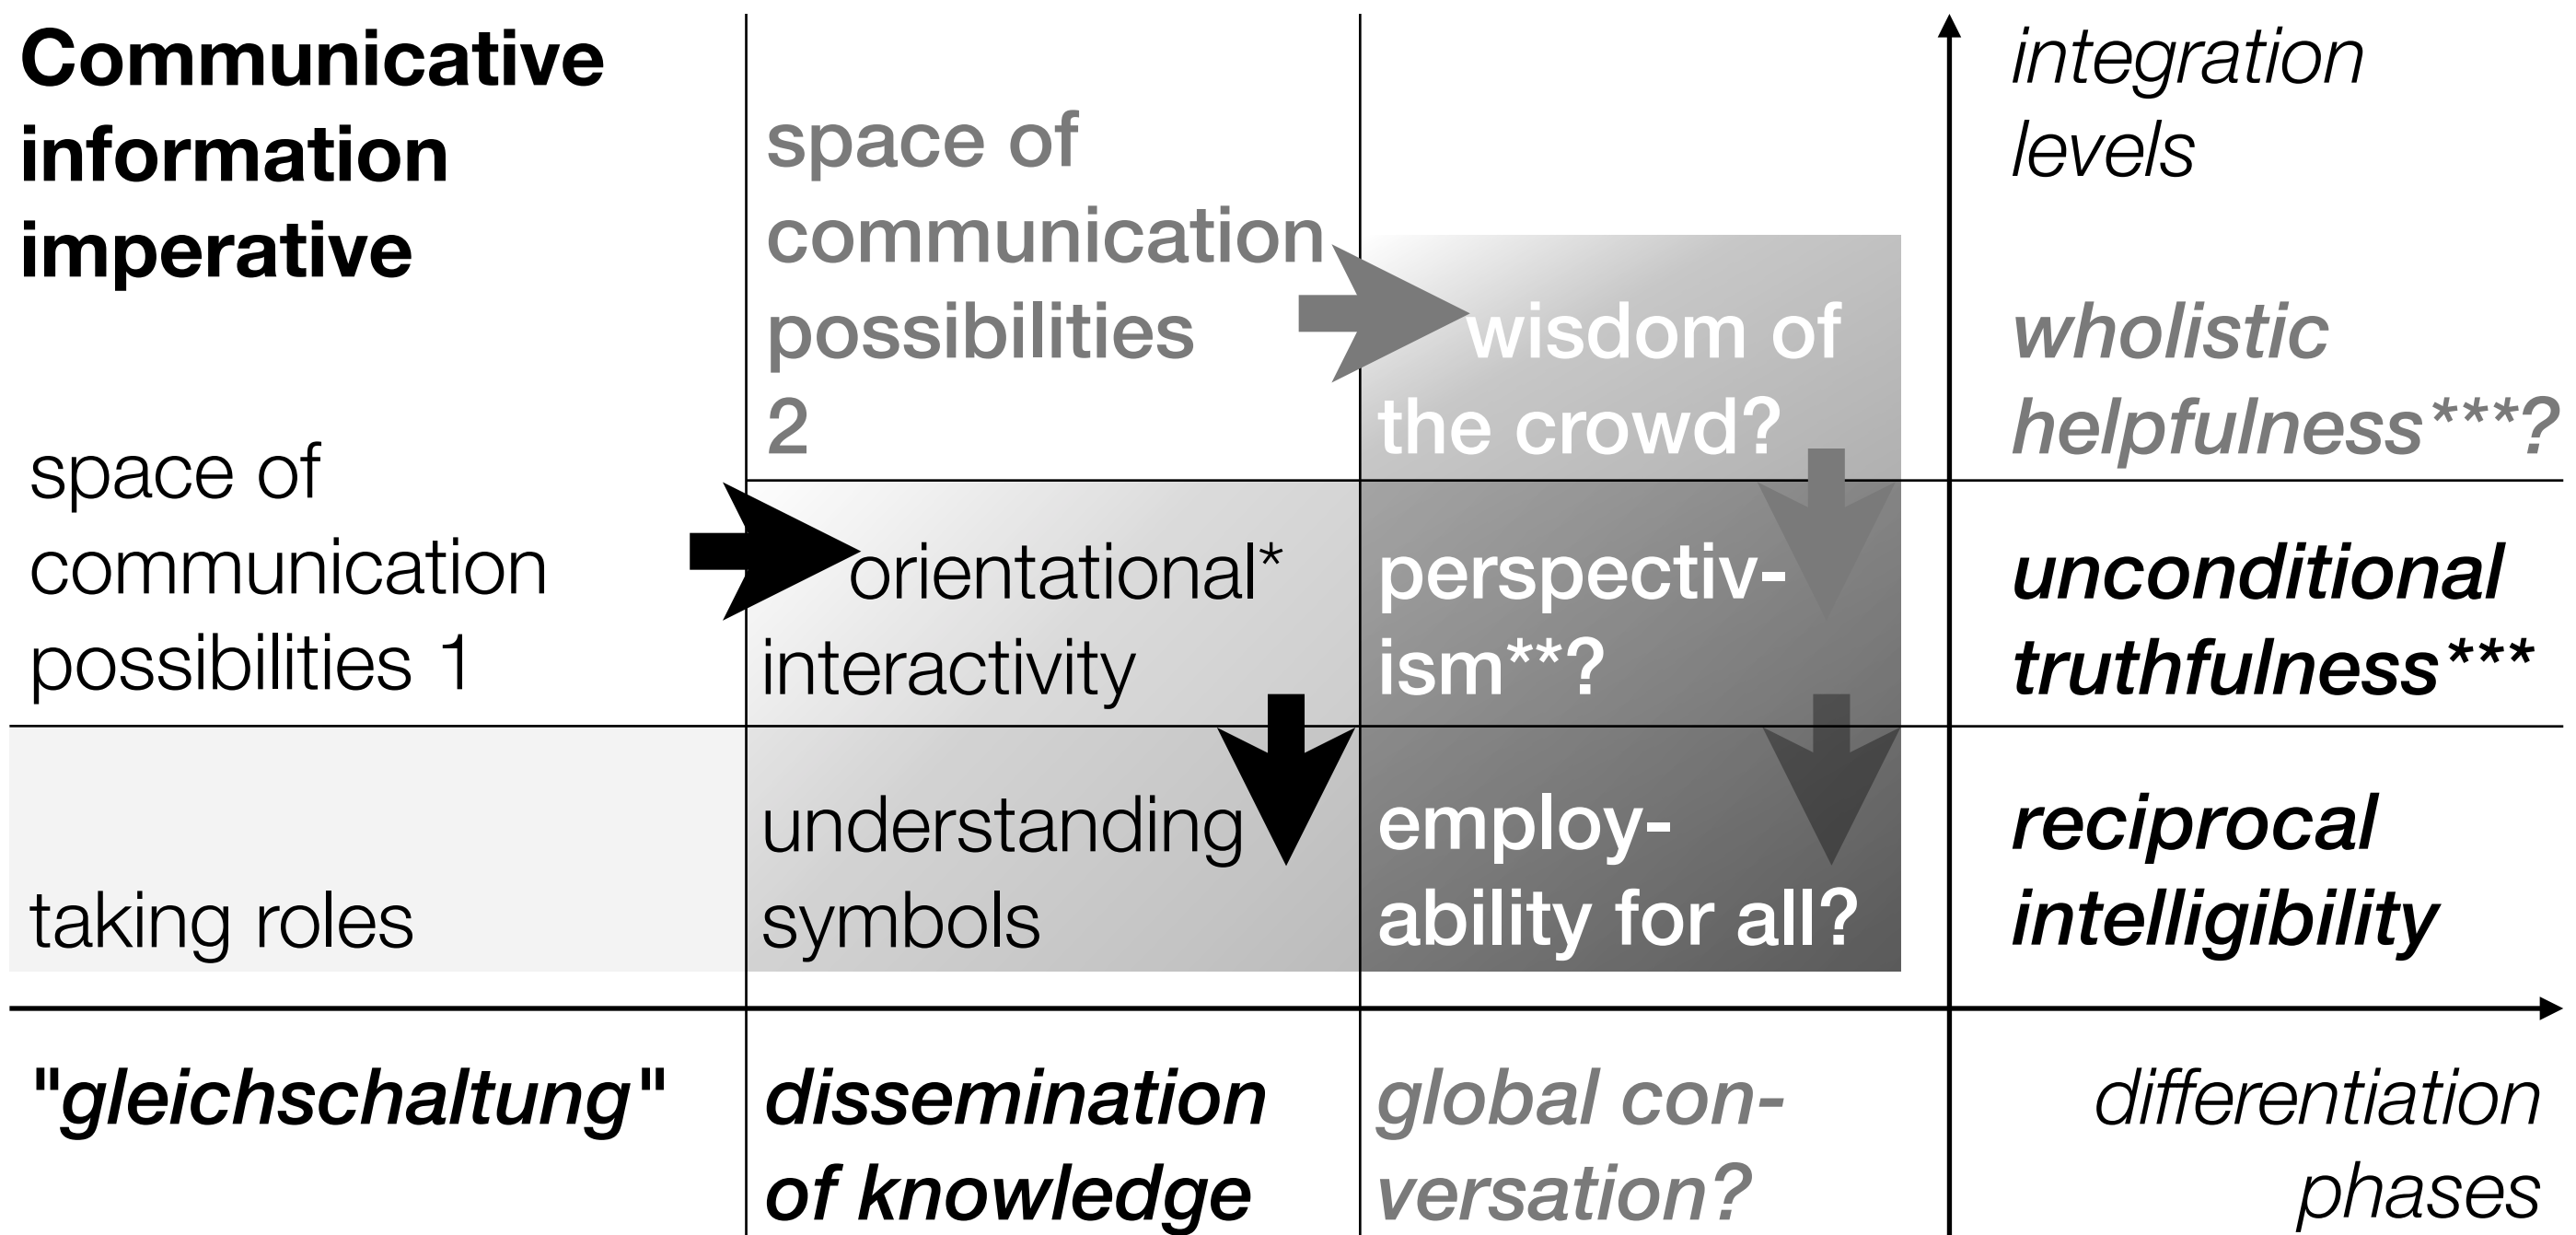 Communicative
information
imperative
space of
communication
possibilities 1
space of
communication
possibilities
2
wisdom of
the crowd?
integration
levels
wholistic
helpfulness***?
orientational*
interactivity
perspectiv-
ism**?
unconditional
truthfulness***
taking roles
understanding
symbols
employ-
ability for all?
reciprocal
intelligibility
"gleichschaltung"
dissemination
of knowledge
global con-
versation?
differentiation
phases